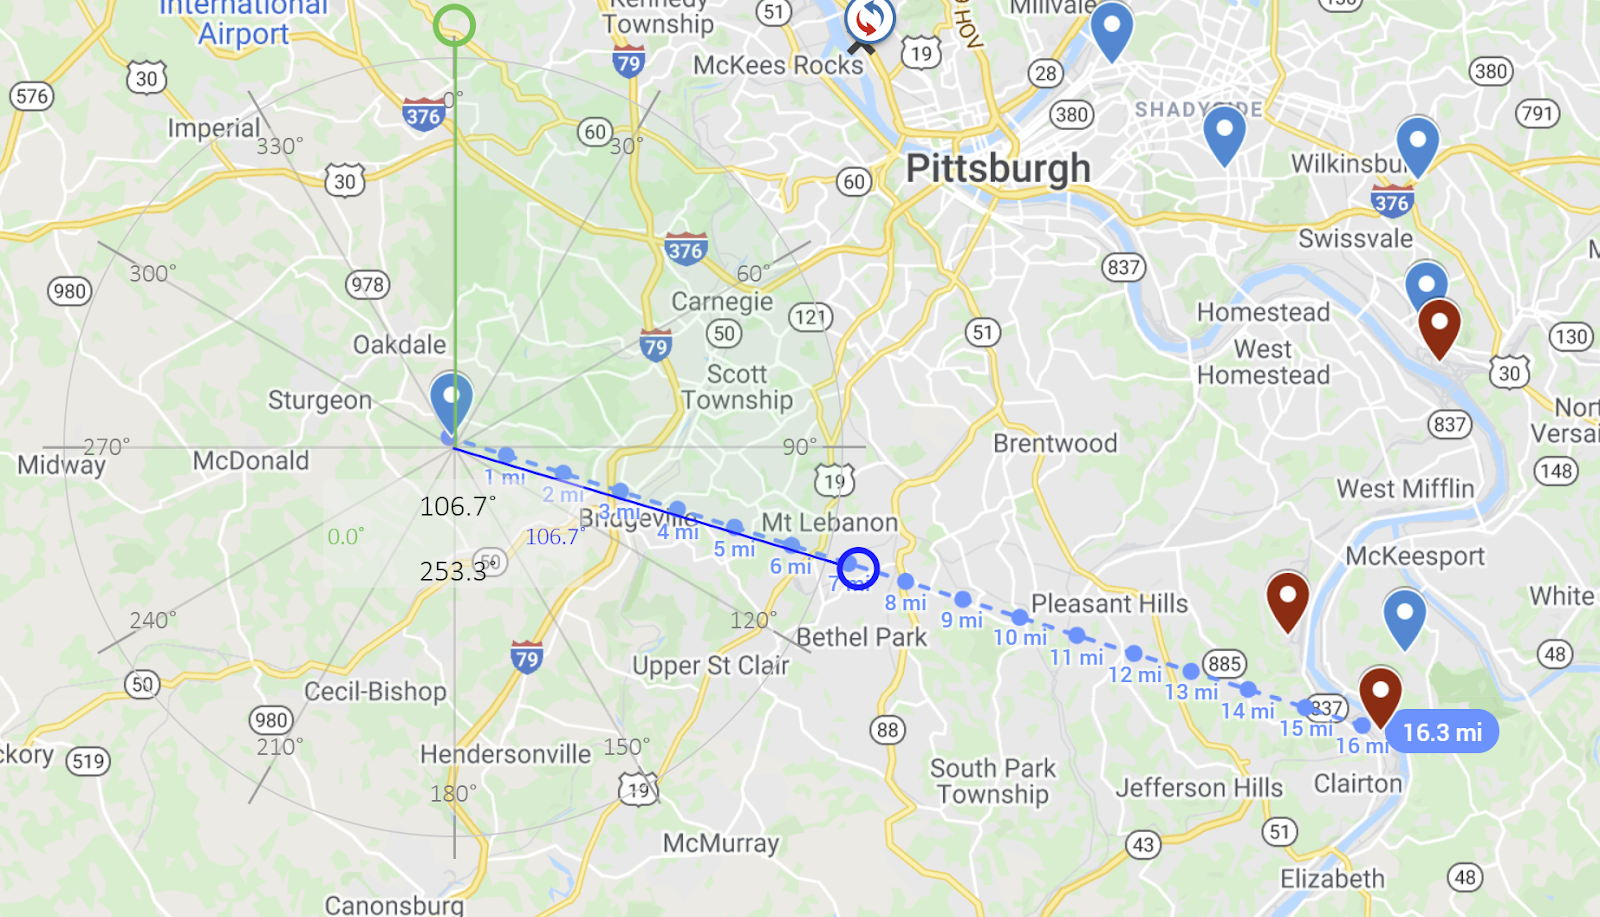 International
Airport
Kennedy
Township
51
Millvale
79
McKees Rocks
19
28
380
576
30
376
0°
Imperial
330°
60
30°
380
SHADYSIDE
791
30
60
Pittsburgh
Wilkinsbur
376
Swissvale
300°
980
978
376
60°
837
Carnegie
121
50
51
Homestead
West
Homestead
130
Oakdale
79
30
Scott
Township
Sturgeon
837
Nort
Versai
270°
Midway
McDonald
90°
Brentwood
148
1 mi
2 mi
3 mi
4 mi
5 mi
6 mi
7 mi
8 mi
9 mi
10 mi
11 mi
12 mi
13 mi
14 mi
15 mi
16 mi
16.3 mi
19
West Mifflin
106.7°
0.0°
106.7°
253.3°
Bridgeville
Mt Lebanon
50
McKeesport
White
240°
120°
Pleasant Hills
Bethel Park
79
Upper St Clair
885
48
50
Cecil-Bishop
837
980
88
ckory
519
210°
Hendersonville
150°
180°
19
South Park
Township
Jefferson Hills
Clairton
McMurray
43
51
Elizabeth
48
Canonsburg